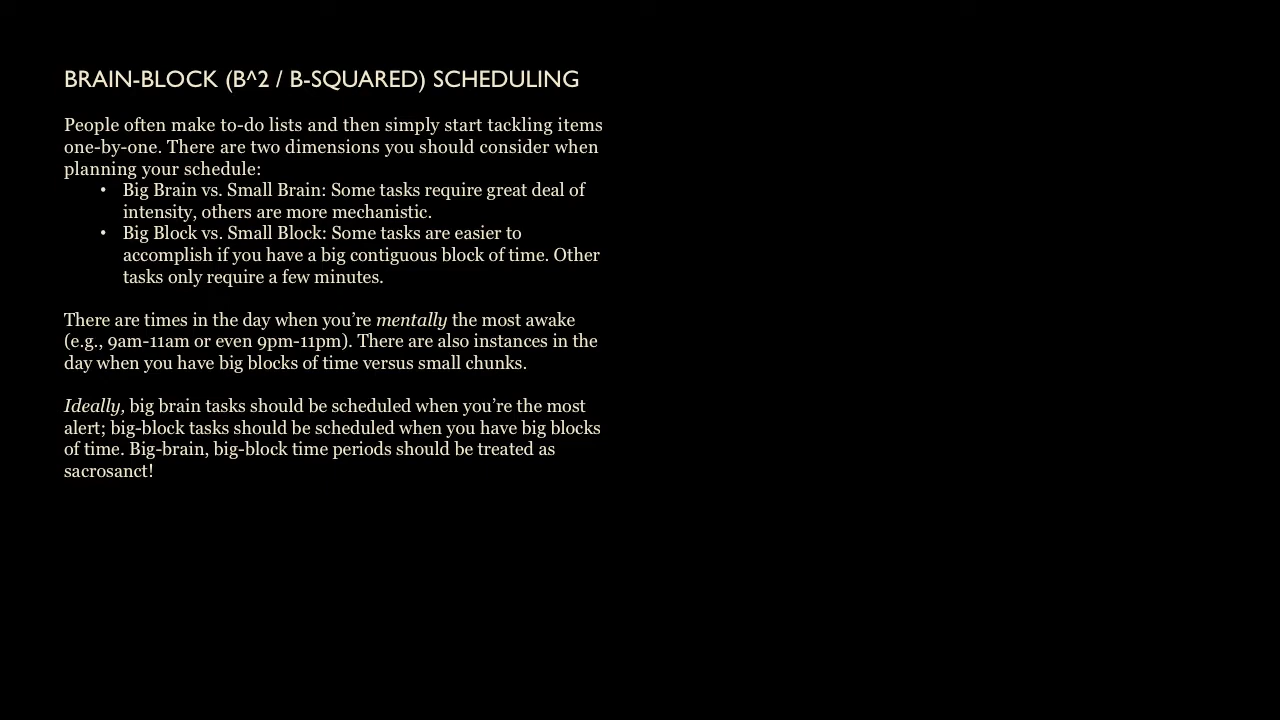 BRAIN-BLOCK (B^2 / B-SQUARED) SCHEDULING
People often make to-do lists and then simply start tackling items
one-by-one. There are two dimensions you should consider when
planning your schedule:
• Big Brain vs. Small Brain: Some tasks require great deal of
intensity, others are more mechanistic.
• Big Block vs. Small Block: Some tasks are easier to
accomplish if you have a big contiguous block of time. Other
tasks only require a few minutes.
There are times in the day when you’re mentally the most awake
(e.g., 9am-11am or even 9pm-11pm). There are also instances in the
day when you have big blocks of time versus small chunks.
Ideally, big brain tasks should be scheduled when you’re the most
alert; big-block tasks should be scheduled when you have big blocks
of time. Big-brain, big-block time periods should be treated as
sacrosanct!